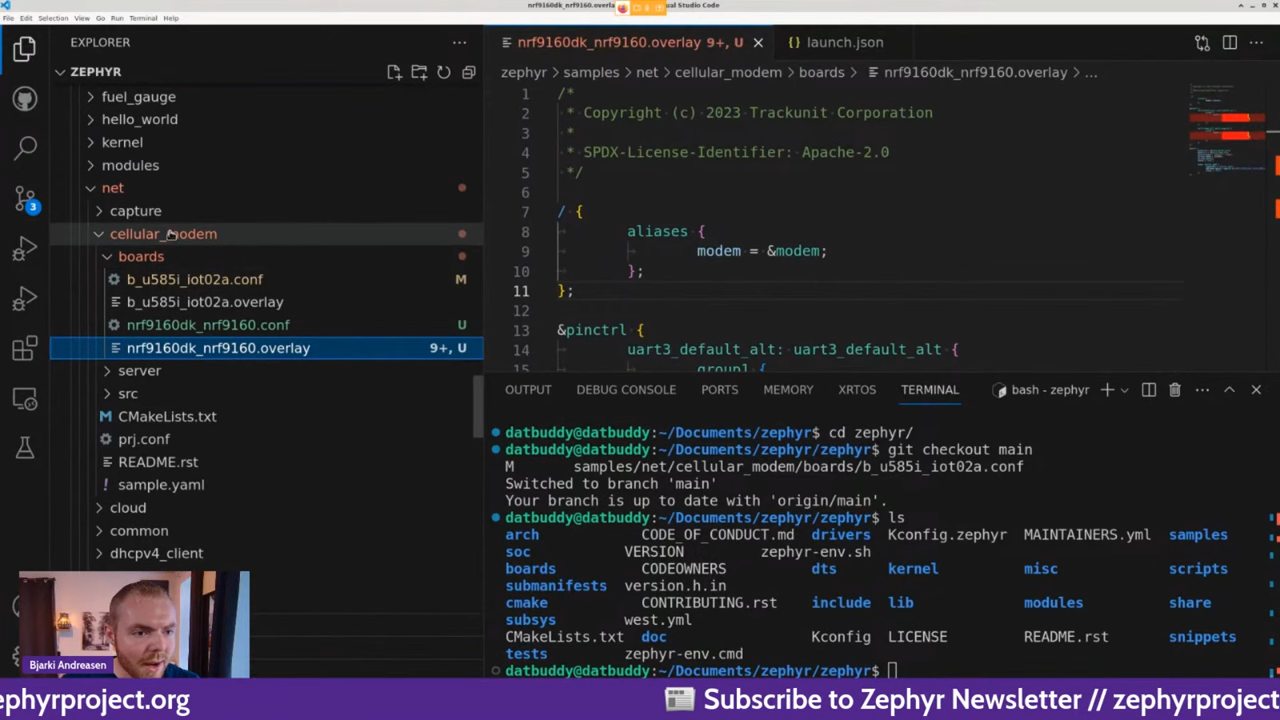 nrf9160dk_nrf9160.overla
sual Studio Code
File Edit Selection View Go Run Terminal Help
EXPLORER
ZEPHYR
fuel_gauge
hello_world
kernel
modules
net
capture
cellular_modem
boards
b_u585i_iot02a.conf M
b_u585i_iot02a.overlay
nrf9160dk_nrf9160.conf U
nrf9160dk_nrf9160.overlay 9+, U
server
src
CMakeLists.txt
prj.conf
README.rst
sample.yaml
cloud
common
dhcpv4_client
3
nrf9160dk_nrf9160.overlay 9+, U
launch.json
zephyr > samples > net > cellular_modem > boards > nrf9160dk_nrf9160.overlay > ...
1 /*
2 * Copyright (c) 2023 Trackunit Corporation
3 *
4 * SPDX-License-Identifier: Apache-2.0
5 */
6
7 / {
8 aliases {
9 modem = &modem;
10 };
11 };
12
13 &pinctrl {
14 uart3_default_alt: uart3_default_alt {
15 group1 {
OUTPUT DEBUG CONSOLE PORTS MEMORY XRTOS TERMINAL bash - zephyr
datbuddy@datbuddy:~/Documents/zephyr$ cd zephyr/
datbuddy@datbuddy:~/Documents/zephyr/zephyr$ git checkout main
M samples/net/cellular_modem/boards/b_u585i_iot02a.conf
Switched to branch 'main'
Your branch is up to date with 'origin/main'.
datbuddy@datbuddy:~/Documents/zephyr/zephyr$ ls
arch CODE_OF_CONDUCT.md drivers Kconfig.zephyr MAINTAINERS.yml samples
soc VERSION zephyr-env.sh
boards CODEOWNERS dts kernel misc scripts
submanifests version.h.in
cmake CONTRIBUTING.rst include lib modules share
subsys west.yml
CMakeLists.txt doc Kconfig LICENSE README.rst snippets
tests zephyr-env.cmd
datbuddy@datbuddy:~/Documents/zephyr/zephyr$
Bjarki Andreasen
ephyrproject.org
Subscribe to Zephyr Newsletter // zephyrproject